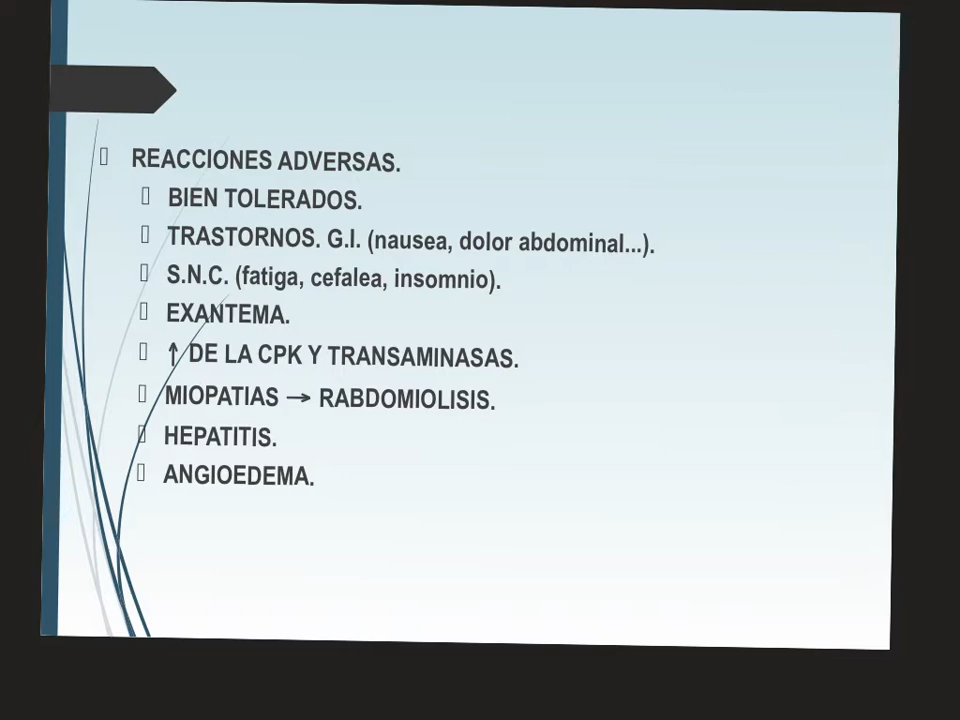 REACCIONES ADVERSAS.
BIEN TOLERADOS.
TRASTORNOS. G.I. (nausea, dolor abdominal...).
S.N.C. (fatiga, cefalea, insomnio).
EXANTEMA.
↑ DE LA CPK Y TRANSAMINASAS.
MIOPATIAS → RABDOMIOLISIS.
HEPATITIS.
ANGIOEDEMA.